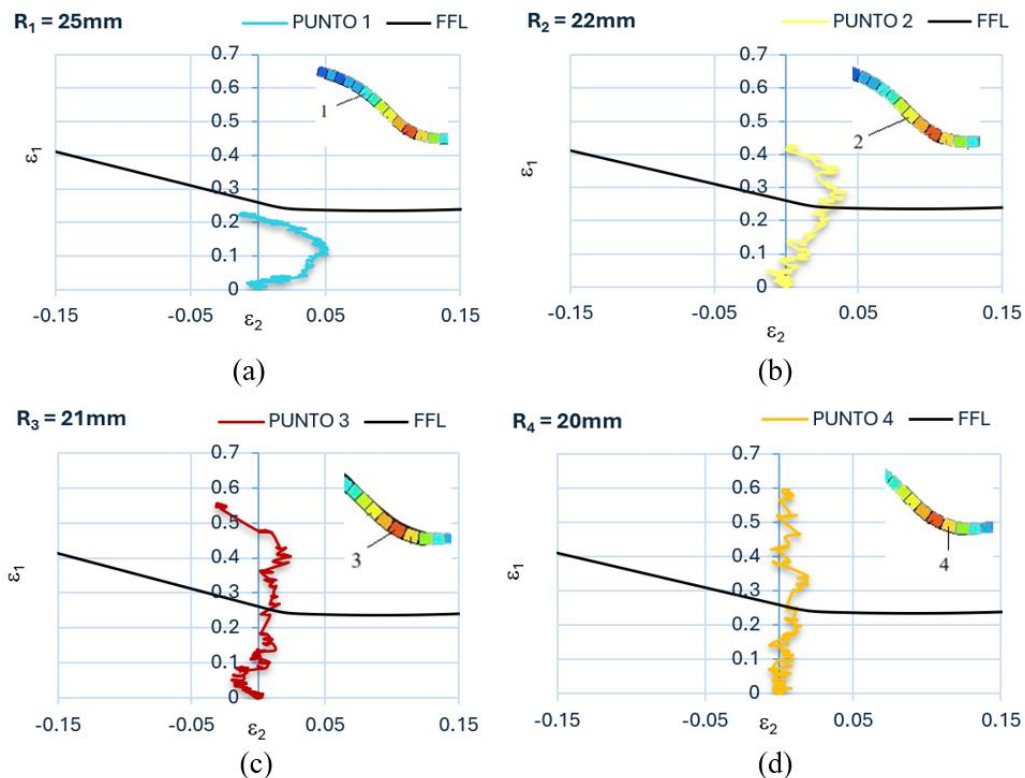 R₁ = 25mm
PUNTO 1 FFL
0.7
0.6
0.5
0.4
0.3
0.2
0.1
0
-0.15 -0.05 0.05 0.15
ε₁
ε₂
1
(a)
R₂ = 22mm
PUNTO 2 FFL
0.7
0.6
0.5
0.4
0.3
0.2
0.1
0
-0.15 -0.05 0.05 0.15
ε₁
ε₂
2
(b)
R₃ = 21mm
PUNTO 3 FFL
0.7
0.6
0.5
0.4
0.3
0.2
0.1
0
-0.15 -0.05 0.05 0.15
ε₁
ε₂
3
(c)
R₄ = 20mm
PUNTO 4 FFL
0.7
0.6
0.5
0.4
0.3
0.2
0.1
0
-0.15 -0.05 0.05 0.15
ε₁
ε₂
4
(d)